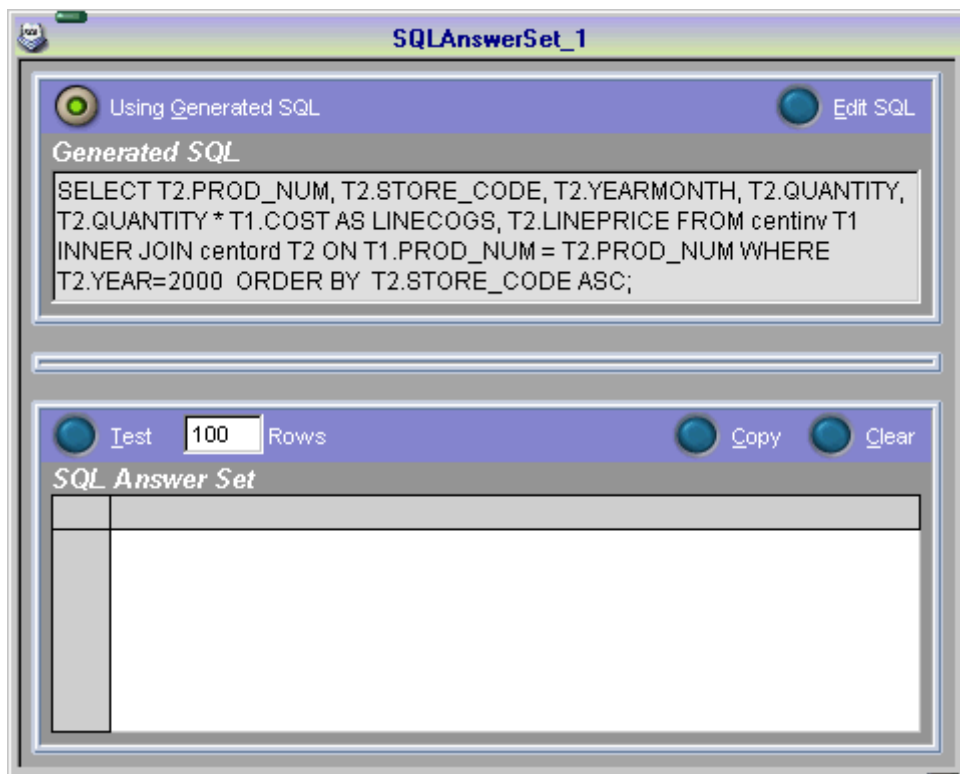 SQLAnswerSet_1
Using Generated SQL
Edit SQL
Generated SQL
SELECT T2.PROD_NUM, T2.STORE_CODE, T2.YEARMONTH, T2.QUANTITY,
T2.QUANTITY * T1.COST AS LINECOGS, T2.LINEPRICE FROM centinv T1
INNER JOIN centord T2 ON T1.PROD_NUM = T2.PROD_NUM WHERE
T2.YEAR=2000  ORDER BY  T2.STORE_CODE ASC;
Test 100 Rows
Copy
Clear
SQL Answer Set